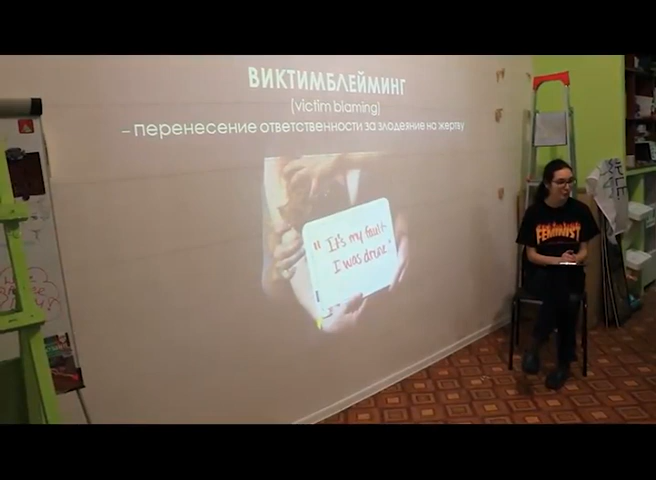 ВИКТИМБЛЕЙМИНГ
(victim blaming)
– перенесение ответственности за злодеяние на жертву
"It's my fault
I was drunk"
FEMINIST